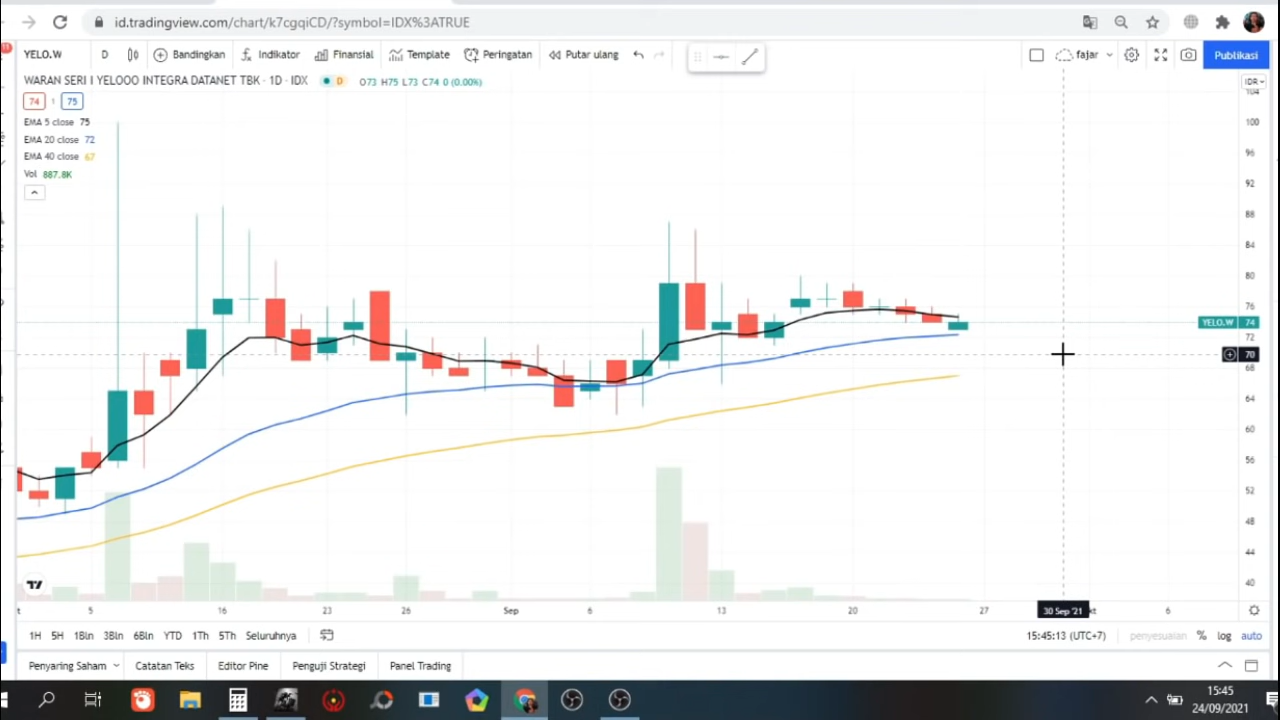 id.tradingview.com/chart/k7cgqiCD/?symbol=IDX%3ATRUE
YELO.W D Bandingkan Indikator Finansial Template Peringatan Putar ulang fajar Publikasi
WARAN SERI I YELOOO INTEGRA DATANET TBK · 1D · IDX D O73 H75 L73 C74 0 (0.00%) IDR
74 1 75
EMA 5 close 75
EMA 20 close 72
EMA 40 close 67
Vol 887.8K
104
100
96
92
88
84
80
76
YELO.W 74
72
70
68
64
60
56
52
48
44
40
5 16 23 26 Sep 6 13 20 27 30 Sep '21 kt 6
1H 5H 1Bln 3Bln 6Bln YTD 1Th 5Th Seluruhnya 15:45:13 (UTC+7) penyesuaian % log auto
Penyaring Saham Catatan Teks Editor Pine Penguji Strategi Panel Trading
15:45
24/09/2021